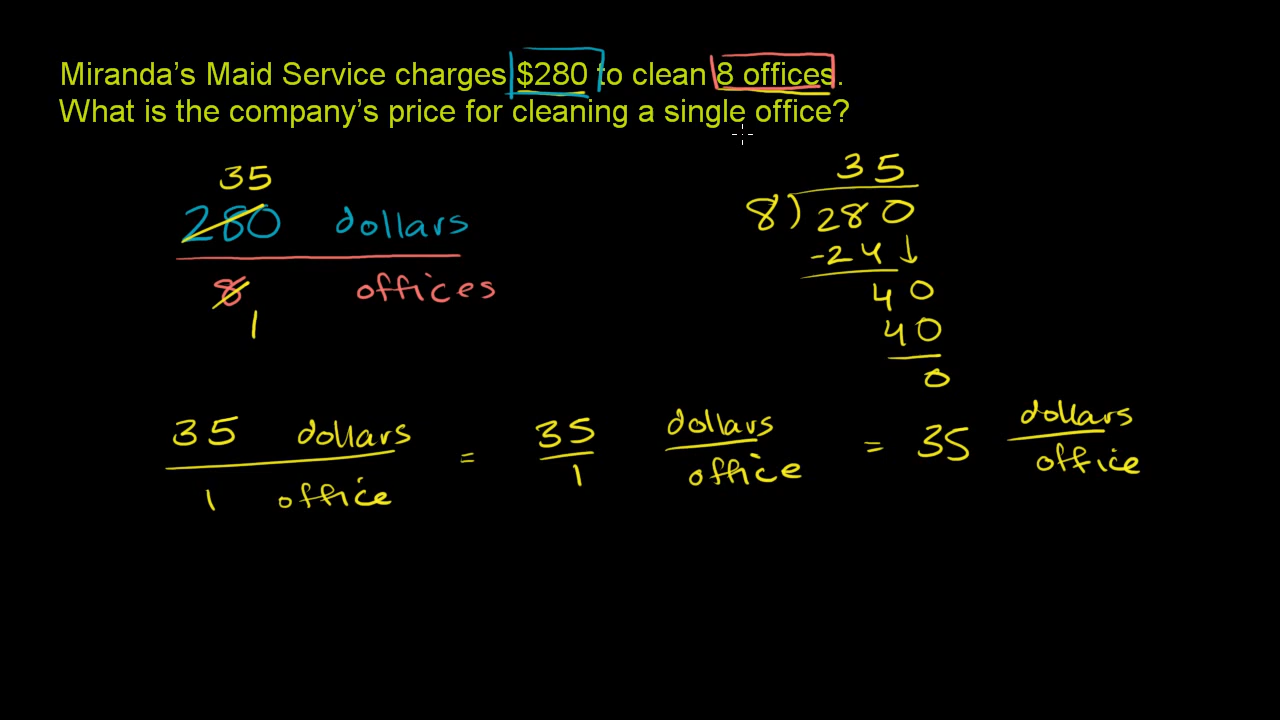 Miranda's Maid Service charges $280 to clean 8 offices.
What is the company's price for cleaning a single office?
35
280 dollars
8 offices
1
35
8)280
-24↓
40
40
0
35 dollars
1 office
=
35 dollars
1 office
= 35 dollars
office